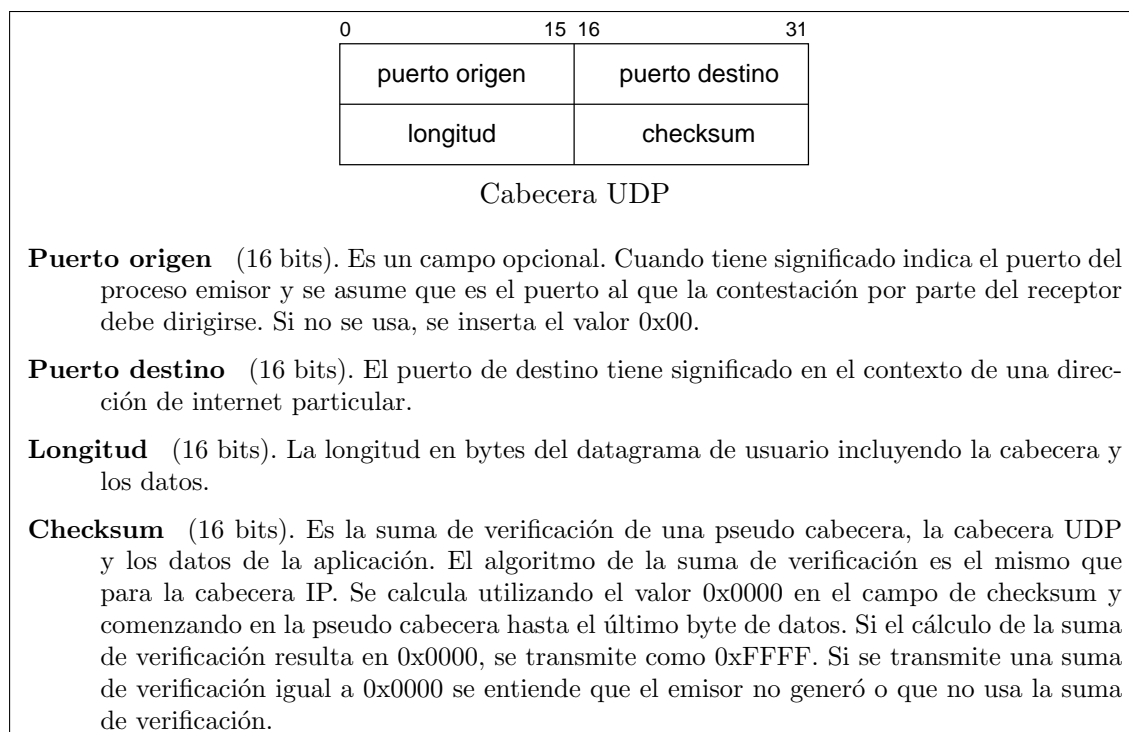 0 15 16 31
puerto origen puerto destino
longitud checksum
Cabecera UDP
Puerto origen (16 bits). Es un campo opcional. Cuando tiene significado indica el puerto del
proceso emisor y se asume que es el puerto al que la contestación por parte del receptor
debe dirigirse. Si no se usa, se inserta el valor 0x00.
Puerto destino (16 bits). El puerto de destino tiene significado en el contexto de una direc-
ción de internet particular.
Longitud (16 bits). La longitud en bytes del datagrama de usuario incluyendo la cabecera y
los datos.
Checksum (16 bits). Es la suma de verificación de una pseudo cabecera, la cabecera UDP
y los datos de la aplicación. El algoritmo de la suma de verificación es el mismo que
para la cabecera IP. Se calcula utilizando el valor 0x0000 en el campo de checksum y
comenzando en la pseudo cabecera hasta el último byte de datos. Si el cálculo de la suma
de verificación resulta en 0x0000, se transmite como 0xFFFF. Si se transmite una suma
de verificación igual a 0x0000 se entiende que el emisor no generó o que no usa la suma
de verificación.